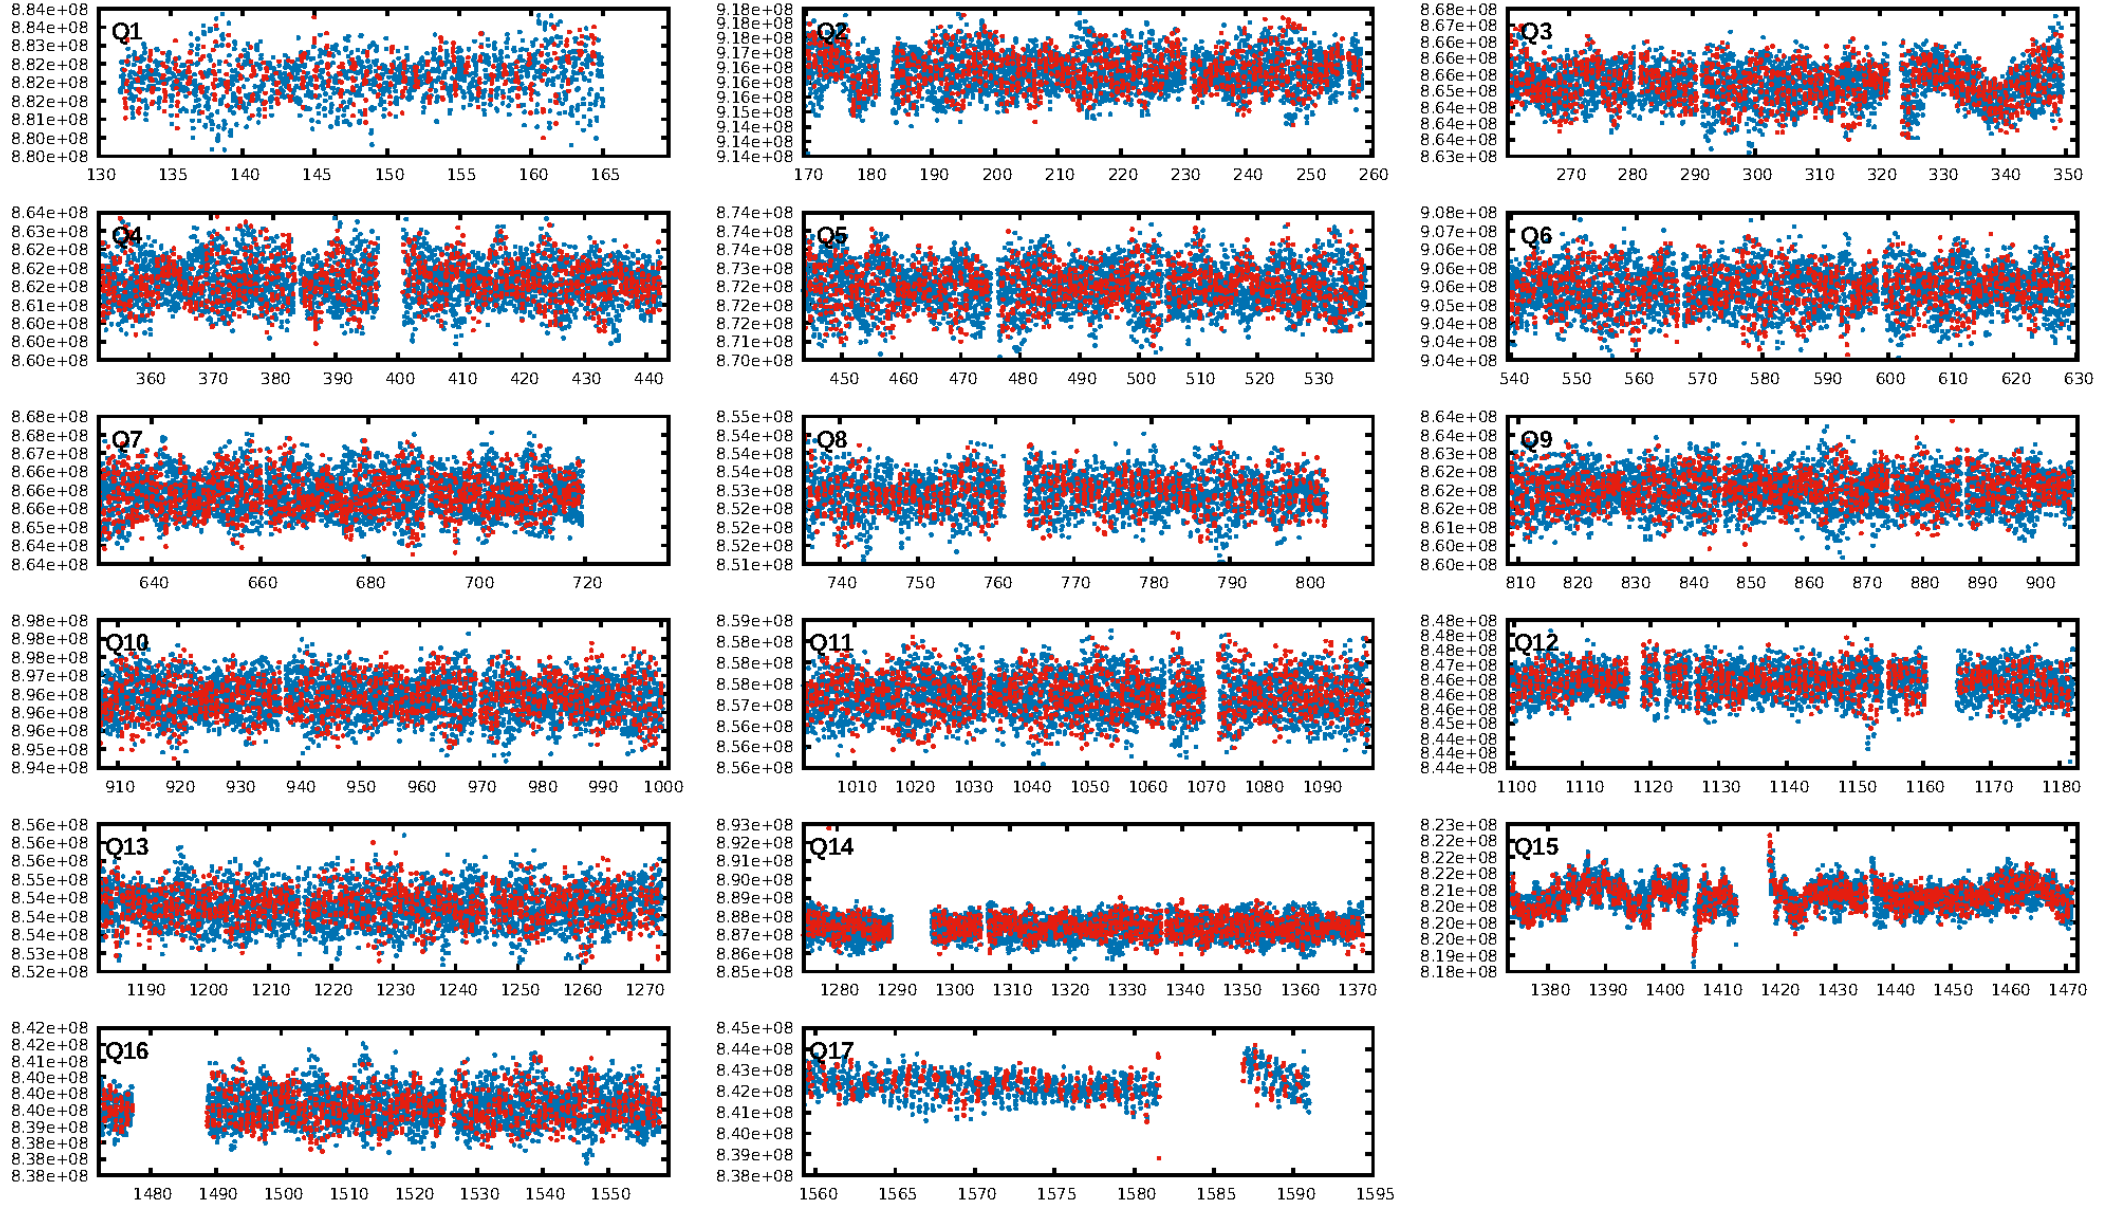 Q1
8.84e+08
8.84e+08
8.83e+08
8.82e+08
8.82e+08
8.82e+08
8.81e+08
8.80e+08
8.80e+08
130 135 140 145 150 155 160 165
Q2
9.18e+08
9.18e+08
9.18e+08
9.17e+08
9.16e+08
9.16e+08
9.16e+08
9.15e+08
9.14e+08
9.14e+08
170 180 190 200 210 220 230 240 250 260
Q3
8.68e+08
8.67e+08
8.66e+08
8.66e+08
8.66e+08
8.65e+08
8.64e+08
8.64e+08
8.64e+08
8.63e+08
270 280 290 300 310 320 330 340 350
Q4
8.64e+08
8.63e+08
8.62e+08
8.62e+08
8.62e+08
8.61e+08
8.60e+08
8.60e+08
8.60e+08
360 370 380 390 400 410 420 430 440
Q5
8.74e+08
8.74e+08
8.74e+08
8.73e+08
8.72e+08
8.72e+08
8.72e+08
8.71e+08
8.70e+08
450 460 470 480 490 500 510 520 530
Q6
9.08e+08
9.07e+08
9.06e+08
9.06e+08
9.06e+08
9.05e+08
9.04e+08
9.04e+08
9.04e+08
540 550 560 570 580 590 600 610 620 630
Q7
8.68e+08
8.68e+08
8.67e+08
8.66e+08
8.66e+08
8.66e+08
8.65e+08
8.64e+08
8.64e+08
640 660 680 700 720
Q8
8.55e+08
8.54e+08
8.54e+08
8.54e+08
8.53e+08
8.52e+08
8.52e+08
8.52e+08
8.51e+08
740 750 760 770 780 790 800
Q9
8.64e+08
8.64e+08
8.63e+08
8.62e+08
8.62e+08
8.62e+08
8.61e+08
8.60e+08
8.60e+08
810 820 830 840 850 860 870 880 890 900
Q10
8.98e+08
8.98e+08
8.98e+08
8.97e+08
8.96e+08
8.96e+08
8.96e+08
8.95e+08
8.94e+08
910 920 930 940 950 960 970 980 990 1000
Q11
8.59e+08
8.58e+08
8.58e+08
8.58e+08
8.57e+08
8.56e+08
8.56e+08
8.56e+08
1010 1020 1030 1040 1050 1060 1070 1080 1090
Q12
8.48e+08
8.48e+08
8.48e+08
8.47e+08
8.46e+08
8.46e+08
8.46e+08
8.45e+08
8.44e+08
8.44e+08
8.44e+08
1100 1110 1120 1130 1140 1150 1160 1170 1180
Q13
8.56e+08
8.56e+08
8.56e+08
8.55e+08
8.54e+08
8.54e+08
8.54e+08
8.53e+08
8.52e+08
1190 1200 1210 1220 1230 1240 1250 1260 1270
Q14
8.93e+08
8.92e+08
8.91e+08
8.90e+08
8.89e+08
8.88e+08
8.87e+08
8.86e+08
8.85e+08
1280 1290 1300 1310 1320 1330 1340 1350 1360 1370
Q15
8.23e+08
8.22e+08
8.22e+08
8.21e+08
8.21e+08
8.20e+08
8.20e+08
8.19e+08
8.18e+08
1380 1390 1400 1410 1420 1430 1440 1450 1460 1470
Q16
8.42e+08
8.42e+08
8.41e+08
8.40e+08
8.40e+08
8.40e+08
8.39e+08
8.38e+08
8.38e+08
8.38e+08
1480 1490 1500 1510 1520 1530 1540 1550
Q17
8.45e+08
8.44e+08
8.43e+08
8.42e+08
8.41e+08
8.40e+08
8.39e+08
8.38e+08
1560 1565 1570 1575 1580 1585 1590 1595